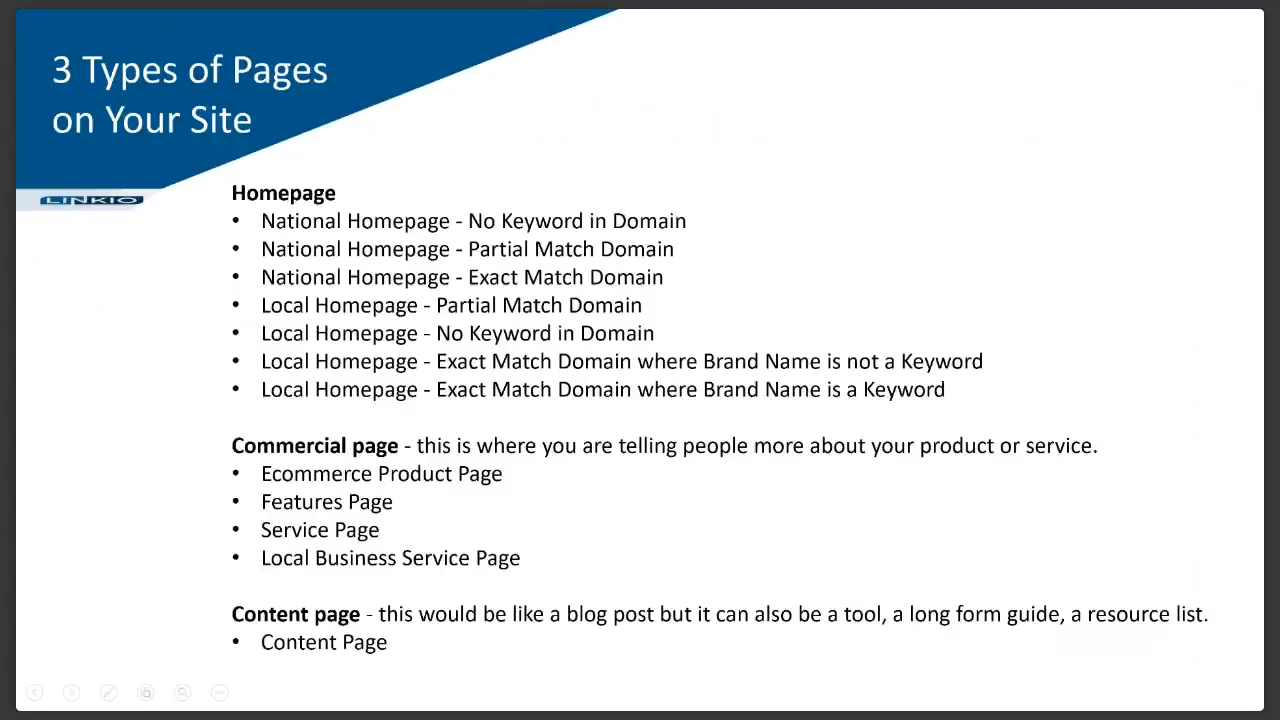 3 Types of Pages
on Your Site
LINKIO
Homepage
• National Homepage - No Keyword in Domain
• National Homepage - Partial Match Domain
• National Homepage - Exact Match Domain
• Local Homepage - Partial Match Domain
• Local Homepage - No Keyword in Domain
• Local Homepage - Exact Match Domain where Brand Name is not a Keyword
• Local Homepage - Exact Match Domain where Brand Name is a Keyword
Commercial page - this is where you are telling people more about your product or service.
• Ecommerce Product Page
• Features Page
• Service Page
• Local Business Service Page
Content page - this would be like a blog post but it can also be a tool, a long form guide, a resource list.
• Content Page